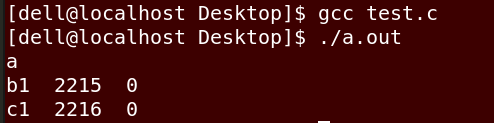 [dell@localhost Desktop]$ gcc test.c
[dell@localhost Desktop]$ ./a.out
a
b1  2215  0
c1  2216  0